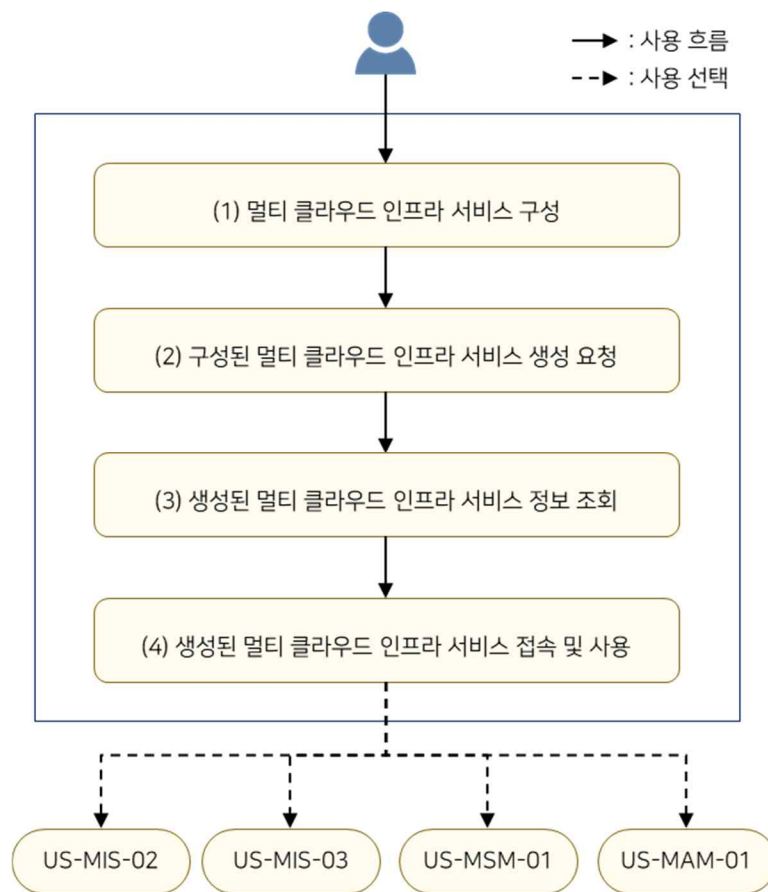 : 사용 흐름
: 사용 선택
(1) 멀티 클라우드 인프라 서비스 구성
(2) 구성된 멀티 클라우드 인프라 서비스 생성 요청
(3) 생성된 멀티 클라우드 인프라 서비스 정보 조회
(4) 생성된 멀티 클라우드 인프라 서비스 접속 및 사용
US-MIS-02 US-MIS-03 US-MSM-01 US-MAM-01